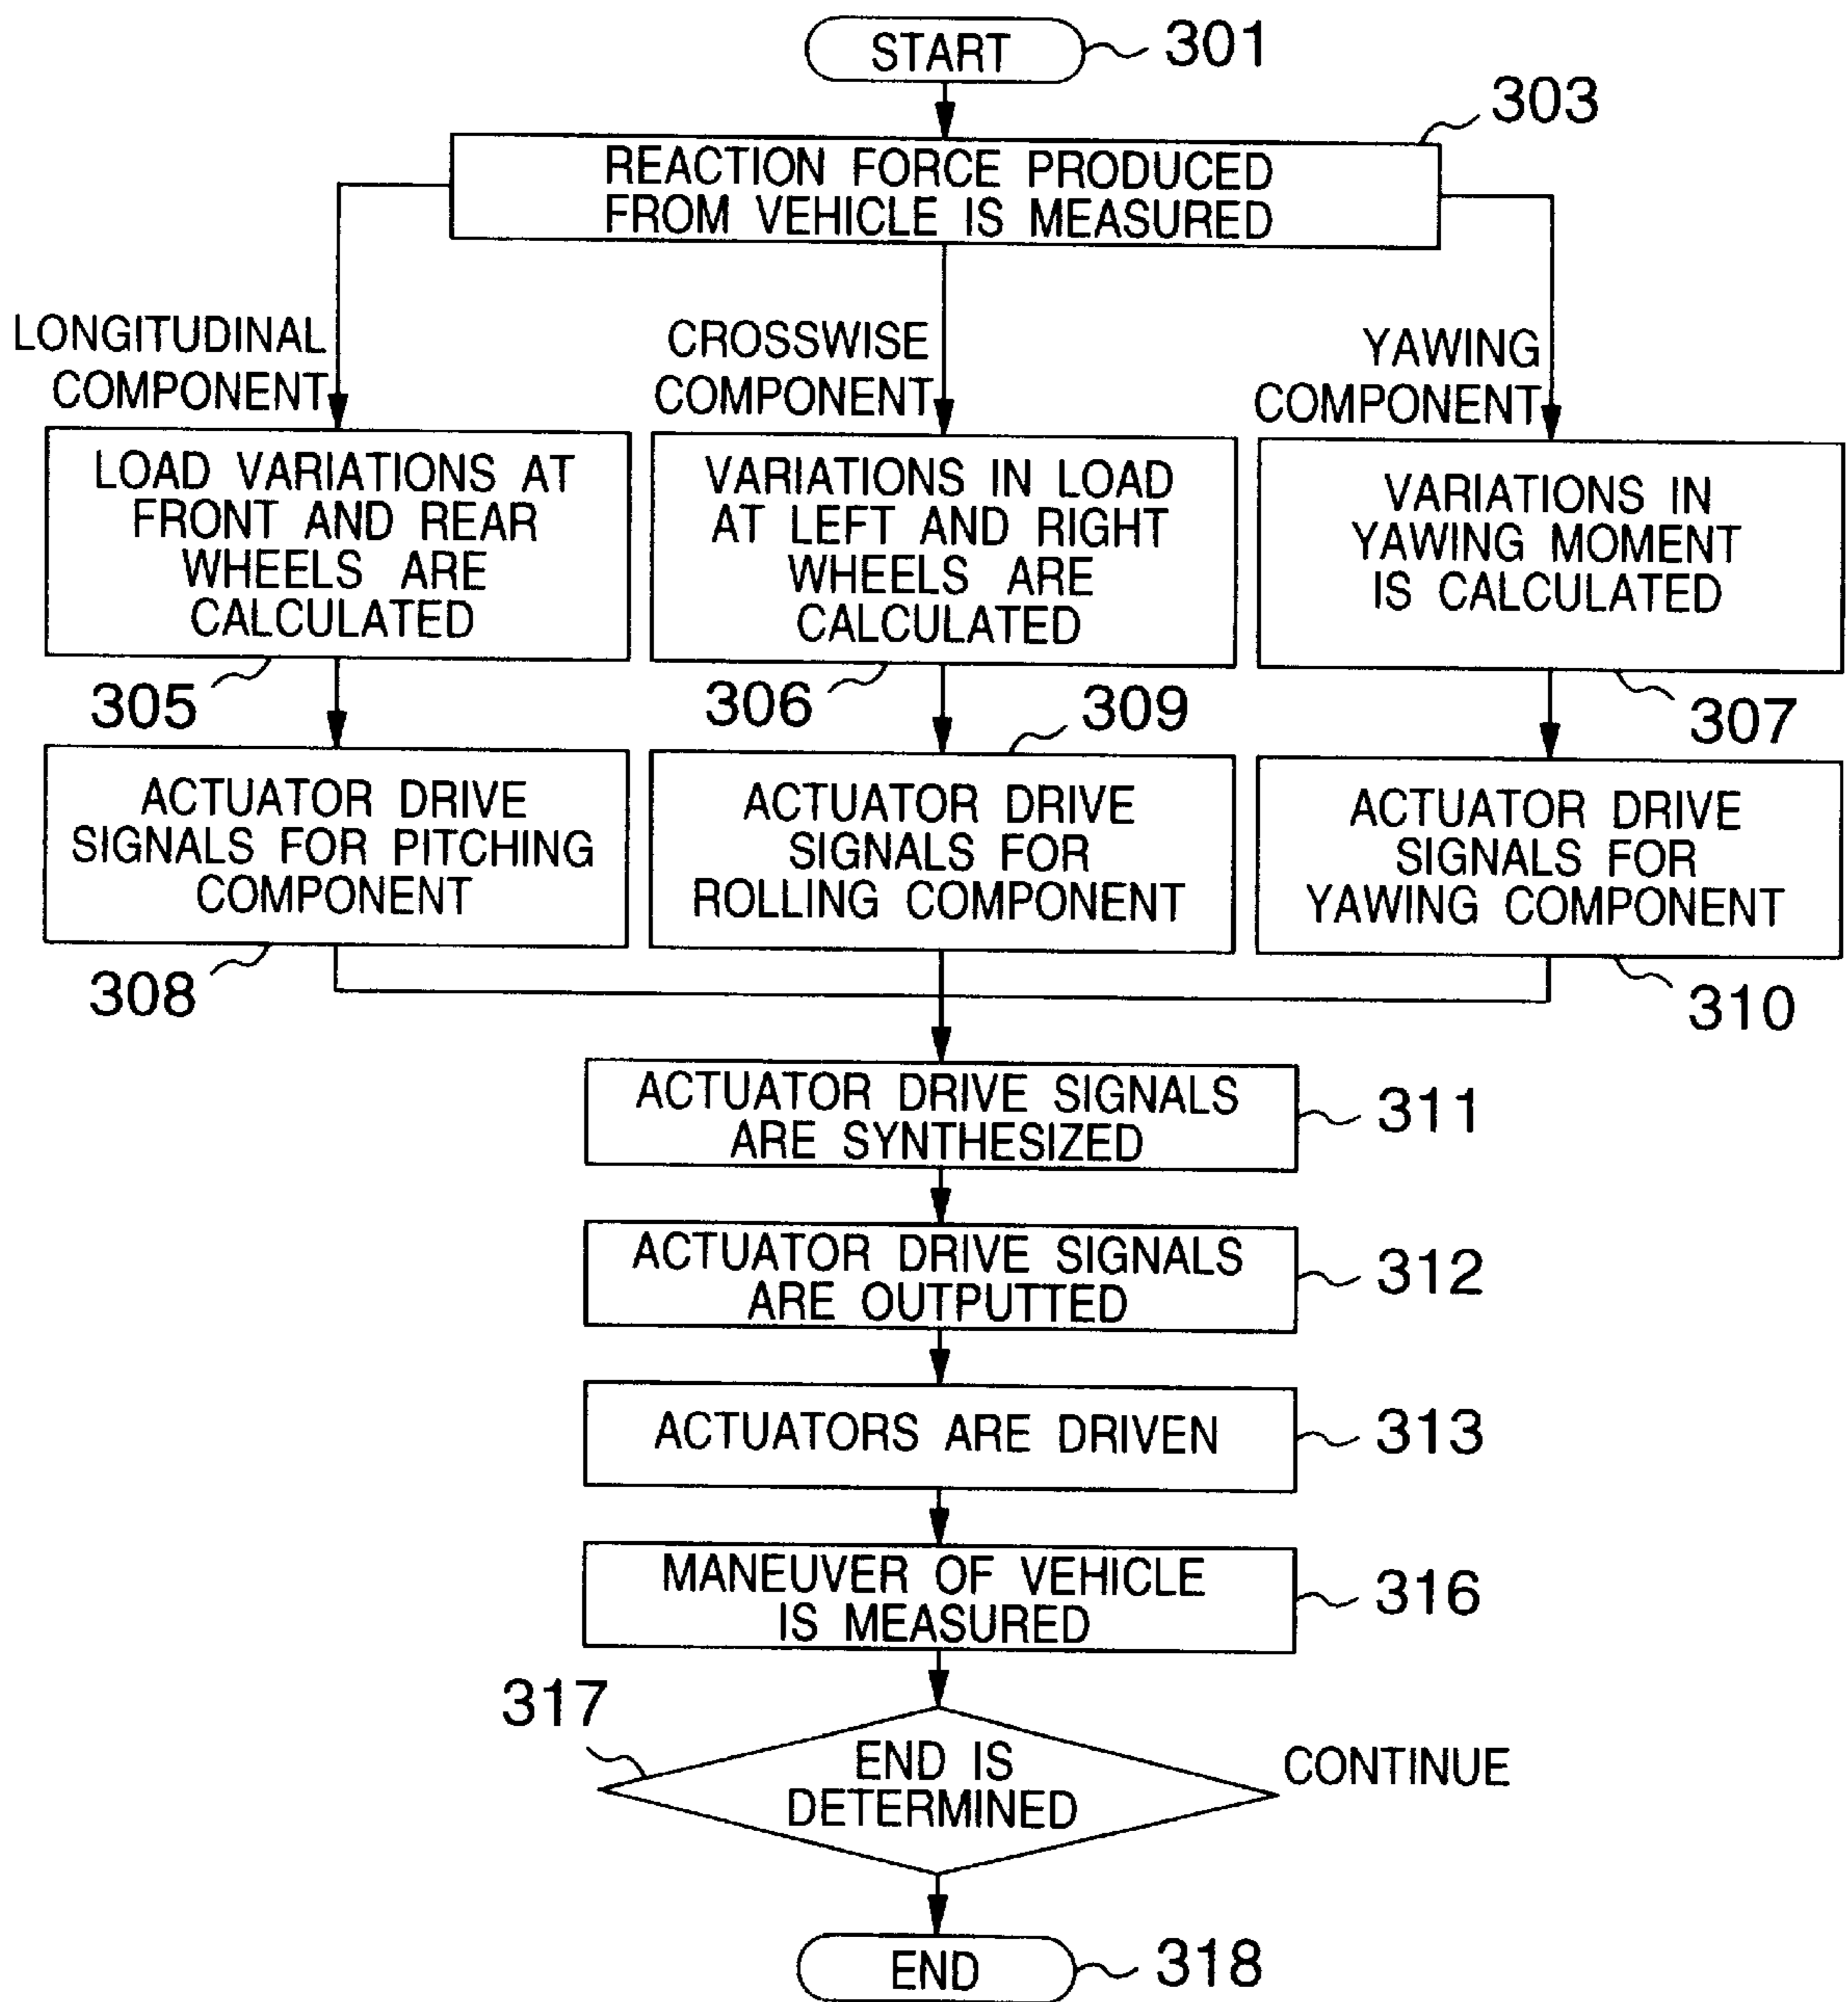 START
301
303
REACTION FORCE PRODUCED
FROM VEHICLE IS MEASURED
LONGITUDINAL
COMPONENT
CROSSWISE
COMPONENT
YAWING
COMPONENT
LOAD VARIATIONS AT
FRONT AND REAR
WHEELS ARE
CALCULATED
305
VARIATIONS IN LOAD
AT LEFT AND RIGHT
WHEELS ARE
CALCULATED
306
VARIATIONS IN
YAWING MOMENT
IS CALCULATED
307
ACTUATOR DRIVE
SIGNALS FOR PITCHING
COMPONENT
308
309
ACTUATOR DRIVE
SIGNALS FOR
ROLLING COMPONENT
ACTUATOR DRIVE
SIGNALS FOR
YAWING COMPONENT
310
ACTUATOR DRIVE SIGNALS
ARE SYNTHESIZED
311
ACTUATOR DRIVE SIGNALS
ARE OUTPUTTED
312
ACTUATORS ARE DRIVEN
313
MANEUVER OF VEHICLE
IS MEASURED
316
317
END IS
DETERMINED
CONTINUE
END
318